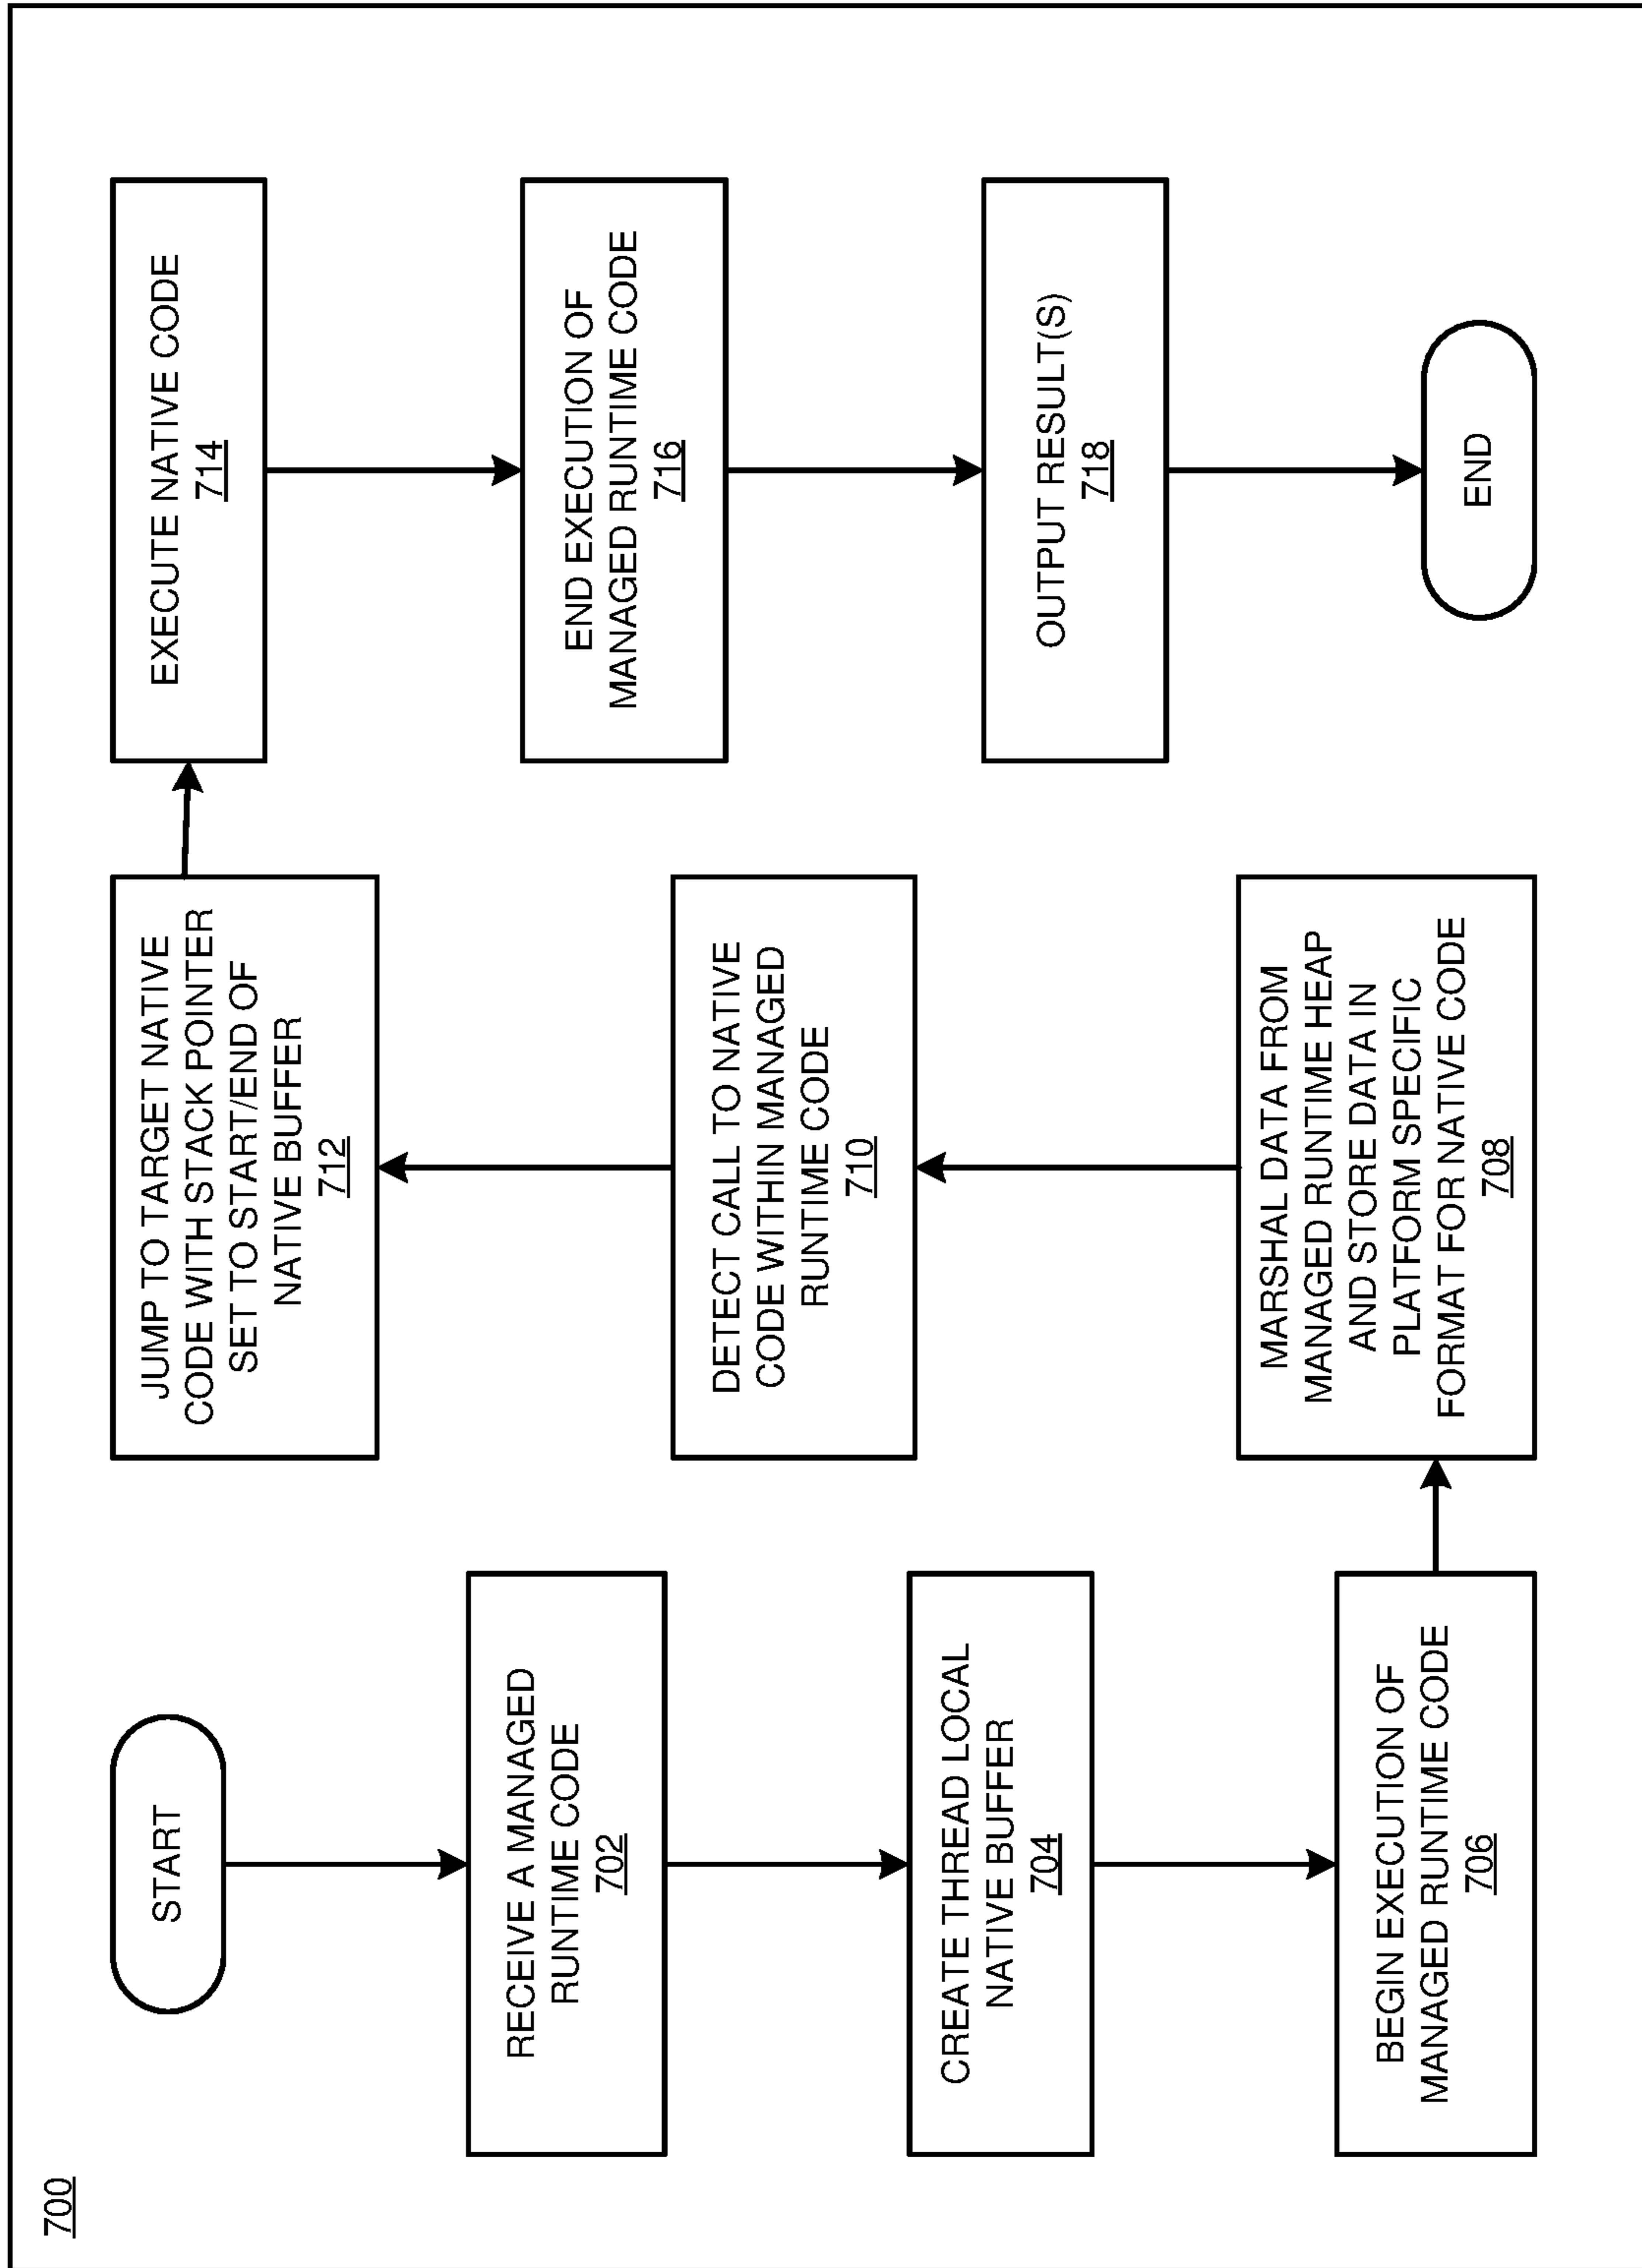 700
START
RECEIVE A MANAGED
RUNTIME CODE
702
CREATE THREAD LOCAL
NATIVE BUFFER
704
BEGIN EXECUTION OF
MANAGED RUNTIME CODE
706
MARSHAL DATA FROM
MANAGED RUNTIME HEAP
AND STORE DATA IN
PLATFORM SPECIFIC
FORMAT FOR NATIVE CODE
708
DETECT CALL TO NATIVE
CODE WITHIN MANAGED
RUNTIME CODE
710
JUMP TO TARGET NATIVE
CODE WITH STACK POINTER
SET TO START/END OF
NATIVE BUFFER
712
EXECUTE NATIVE CODE
714
END EXECUTION OF
MANAGED RUNTIME CODE
716
OUTPUT RESULT(S)
718
END